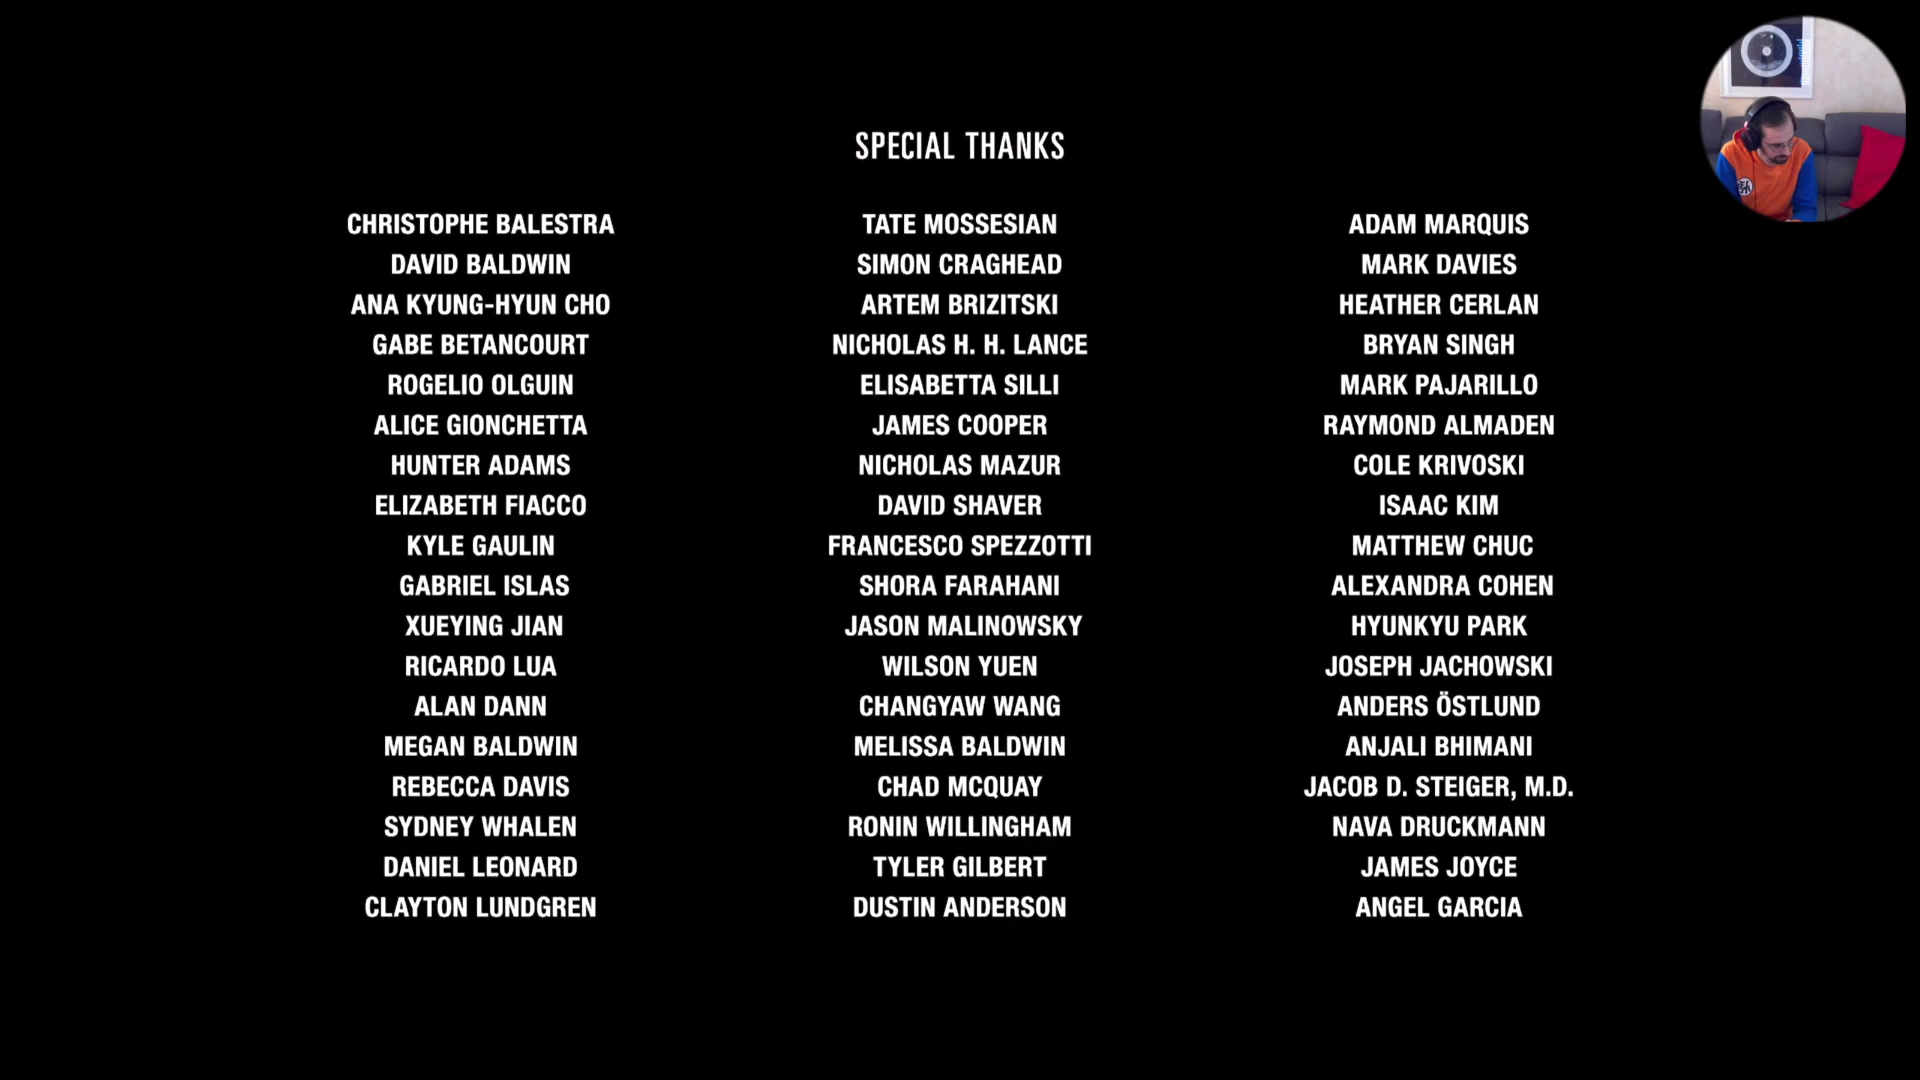 SPECIAL THANKS
CHRISTOPHE BALESTRA
DAVID BALDWIN
ANA KYUNG-HYUN CHO
GABE BETANCOURT
ROGELIO OLGUIN
ALICE GIONCHETTA
HUNTER ADAMS
ELIZABETH FIACCO
KYLE GAULIN
GABRIEL ISLAS
XUEYING JIAN
RICARDO LUA
ALAN DANN
MEGAN BALDWIN
REBECCA DAVIS
SYDNEY WHALEN
DANIEL LEONARD
CLAYTON LUNDGREN
TATE MOSSESIAN
SIMON CRAGHEAD
ARTEM BRIZITSKI
NICHOLAS H. H. LANCE
ELISABETTA SILLI
JAMES COOPER
NICHOLAS MAZUR
DAVID SHAVER
FRANCESCO SPEZZOTTI
SHORA FARAHANI
JASON MALINOWSKY
WILSON YUEN
CHANGYAW WANG
MELISSA BALDWIN
CHAD MCQUAY
RONIN WILLINGHAM
TYLER GILBERT
DUSTIN ANDERSON
ADAM MARQUIS
MARK DAVIES
HEATHER CERLAN
BRYAN SINGH
MARK PAJARILLO
RAYMOND ALMADEN
COLE KRIVOSKI
ISAAC KIM
MATTHEW CHUC
ALEXANDRA COHEN
HYUNKYU PARK
JOSEPH JACHOWSKI
ANDERS ÖSTLUND
ANJALI BHIMANI
JACOB D. STEIGER, M.D.
NAVA DRUCKMANN
JAMES JOYCE
ANGEL GARCIA